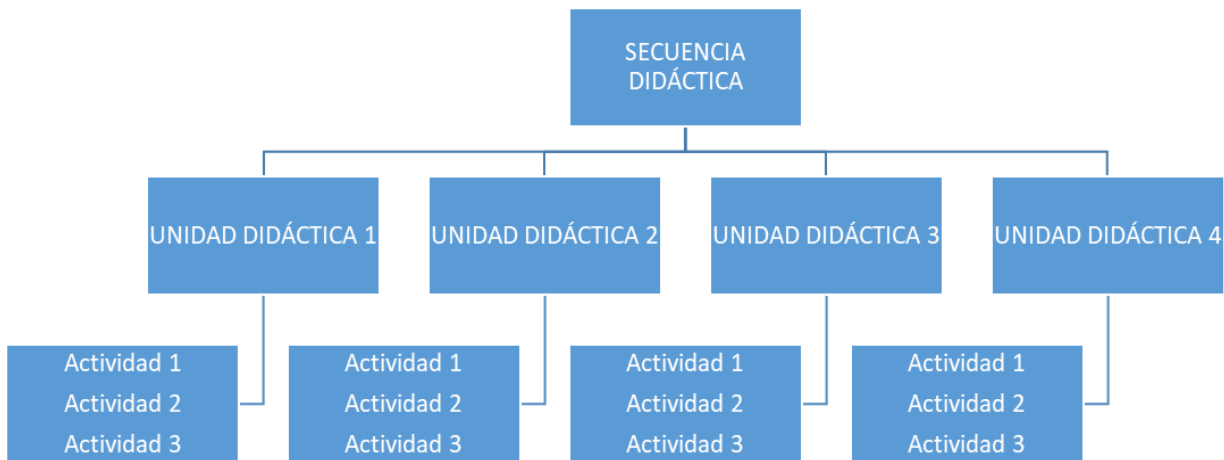 SECUENCIA
DIDÁCTICA
UNIDAD DIDÁCTICA 1
UNIDAD DIDÁCTICA 2
UNIDAD DIDÁCTICA 3
UNIDAD DIDÁCTICA 4
Actividad 1
Actividad 2
Actividad 3
Actividad 1
Actividad 2
Actividad 3
Actividad 1
Actividad 2
Actividad 3
Actividad 1
Actividad 2
Actividad 3